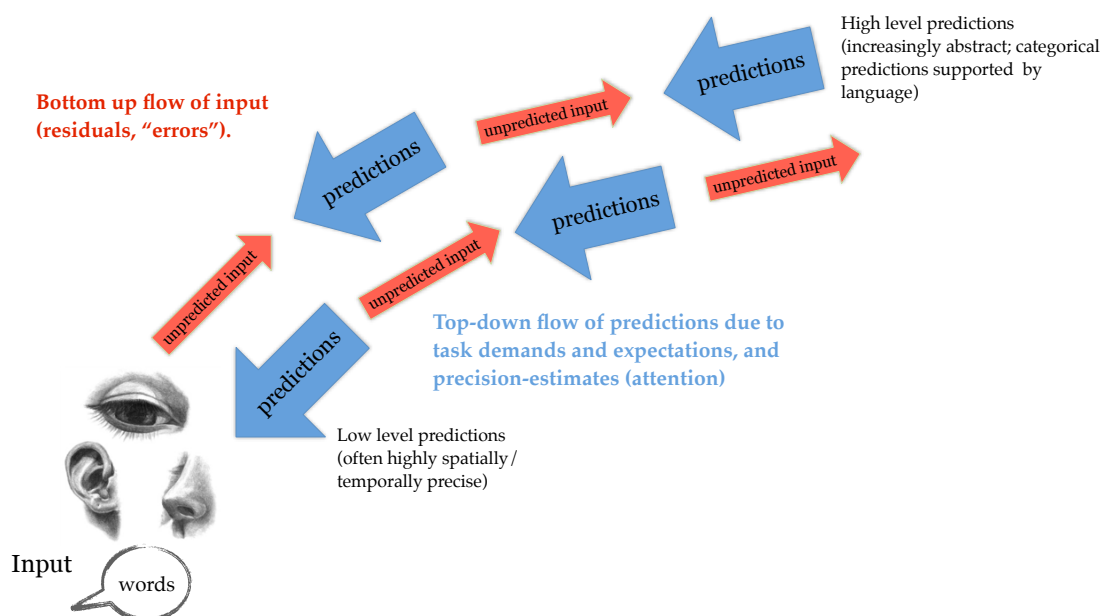 High level predictions
(increasingly abstract; categorical
predictions supported by
language)
predictions
unpredicted input
Bottom up flow of input
(residuals, “errors”).
predictions
unpredicted input
predictions
unpredicted input
unpredicted input
Top-down flow of predictions due to
task demands and expectations, and
precision-estimates (attention)
predictions
Low level predictions
(often highly spatially/
temporally precise)
Input
words